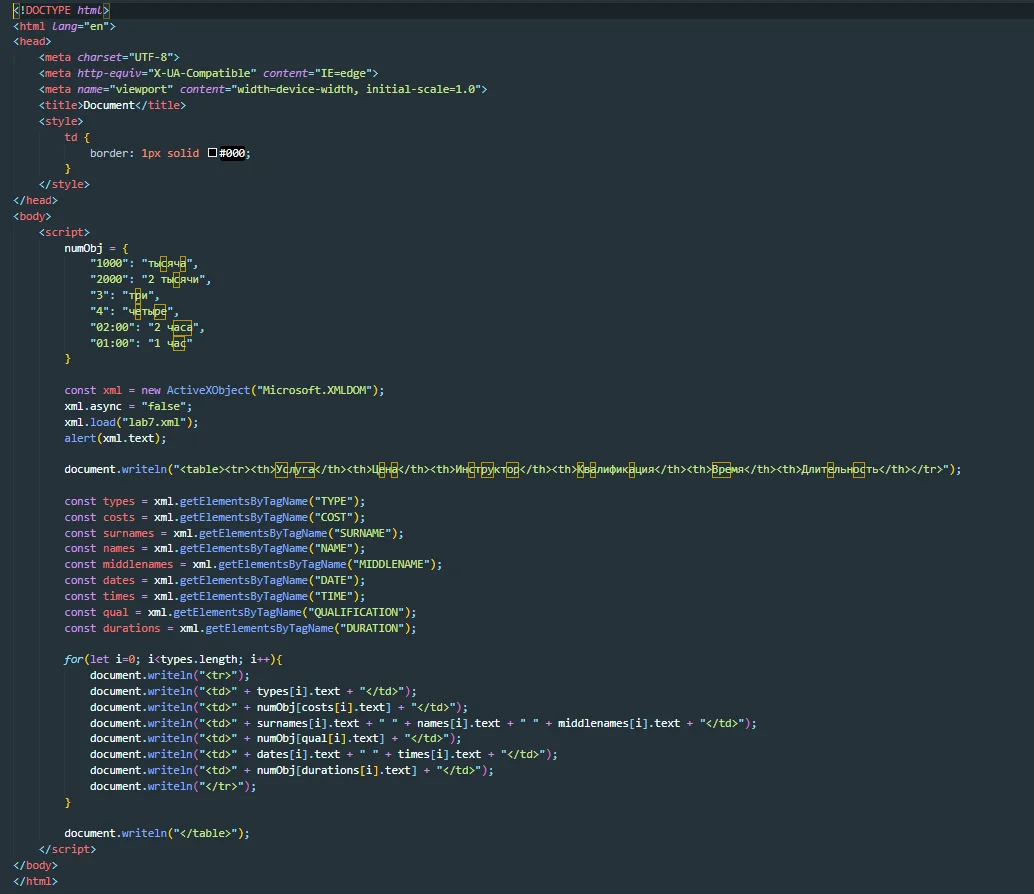 <!DOCTYPE html>
<html lang="en">
<head>
    <meta charset="UTF-8">
    <meta http-equiv="X-UA-Compatible" content="IE=edge">
    <meta name="viewport" content="width=device-width, initial-scale=1.0">
    <title>Document</title>
    <style>
        td {
            border: 1px solid #000;
        }
    </style>
</head>
<body>
    <script>
        numObj = {
            "1000": "тысяча",
            "2000": "2 тысячи",
            "3": "три",
            "4": "четыре",
            "02:00": "2 часа",
            "01:00": "1 час"
        }

        const xml = new ActiveXObject("Microsoft.XMLDOM");
        xml.async = "false";
        xml.load("lab7.xml");
        alert(xml.text);

        document.writeln("<table><tr><th>Услуга</th><th>Цена</th><th>Инструктор</th><th>Квалификация</th><th>Время</th><th>Длительность</th></tr>");

        const types = xml.getElementsByTagName("TYPE");
        const costs = xml.getElementsByTagName("COST");
        const surnames = xml.getElementsByTagName("SURNAME");
        const names = xml.getElementsByTagName("NAME");
        const middlenames = xml.getElementsByTagName("MIDDLENAME");
        const dates = xml.getElementsByTagName("DATE");
        const times = xml.getElementsByTagName("TIME");
        const qual = xml.getElementsByTagName("QUALIFICATION");
        const durations = xml.getElementsByTagName("DURATION");

        for(let i=0; i<types.length; i++){
            document.writeln("<tr>");
            document.writeln("<td>" + types[i].text + "</td>");
            document.writeln("<td>" + numObj[costs[i].text] + "</td>");
            document.writeln("<td>" + surnames[i].text + " " + names[i].text + " " + middlenames[i].text + "</td>");
            document.writeln("<td>" + numObj[qual[i].text] + "</td>");
            document.writeln("<td>" + dates[i].text + " " + times[i].text + "</td>");
            document.writeln("<td>" + numObj[durations[i].text] + "</td>");
            document.writeln("</tr>");
        }

        document.writeln("</table>");
    </script>
</body>
</html>